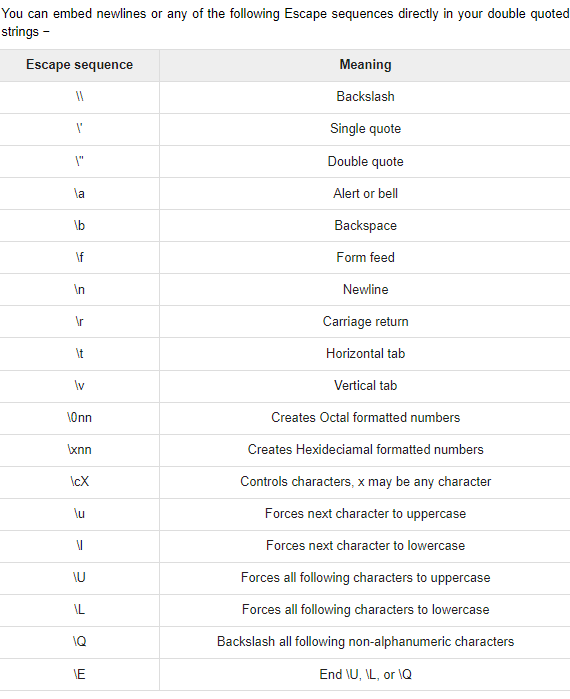 You can embed newlines or any of the following Escape sequences directly in your double quoted
strings −
Escape sequence Meaning
\\ Backslash
\' Single quote
\" Double quote
\a Alert or bell
\b Backspace
\f Form feed
\n Newline
\r Carriage return
\t Horizontal tab
\v Vertical tab
\0nn Creates Octal formatted numbers
\xnn Creates Hexideciamal formatted numbers
\cX Controls characters, x may be any character
\u Forces next character to uppercase
\l Forces next character to lowercase
\U Forces all following characters to uppercase
\L Forces all following characters to lowercase
\Q Backslash all following non-alphanumeric characters
\E End \U, \L, or \Q